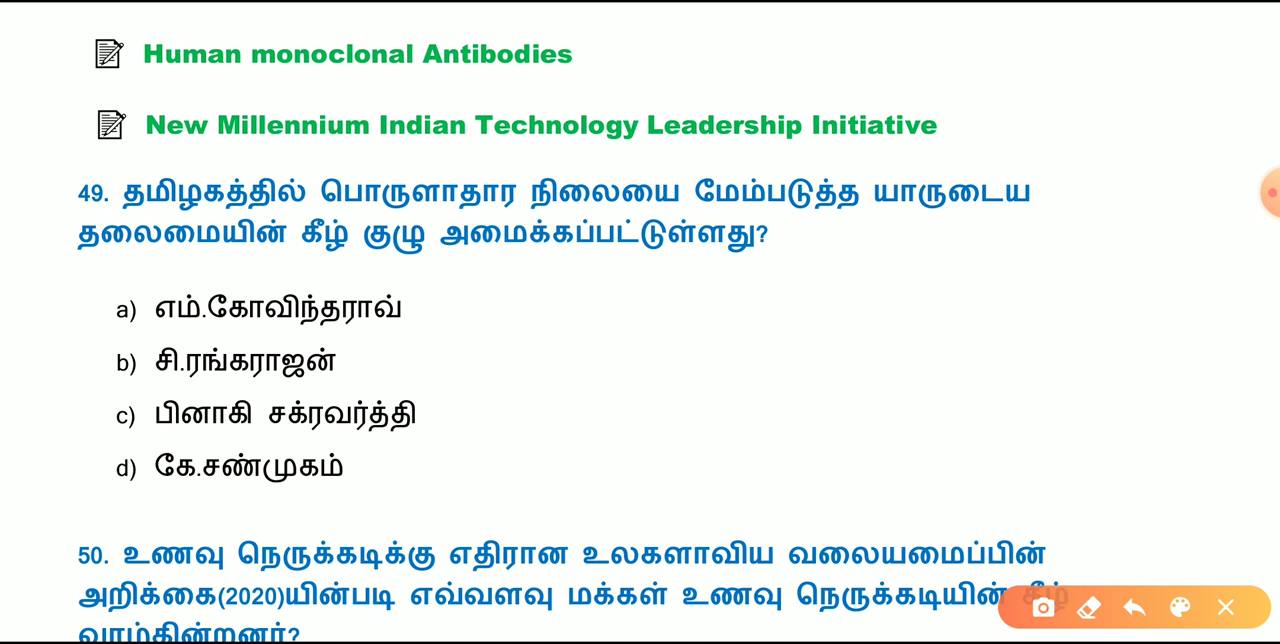 Human monoclonal Antibodies
New Millennium Indian Technology Leadership Initiative
49. தமிழகத்தில் பொருளாதார நிலையை மேம்படுத்த யாருடைய
தலைமையின் கீழ் குழு அமைக்கப்பட்டுள்ளது?
a) எம்.கோவிந்தராவ்
b) சி.ரங்கராஜன்
c) பினாகி சக்ரவர்த்தி
d) கே.சண்முகம்
50. உணவு நெருக்கடிக்கு எதிரான உலகளாவிய வலையமைப்பின்
அறிக்கை(2020)யின்படி எவ்வளவு மக்கள் உணவு நெருக்கடியின் கீழ்
வாழ்கின்றனர்?